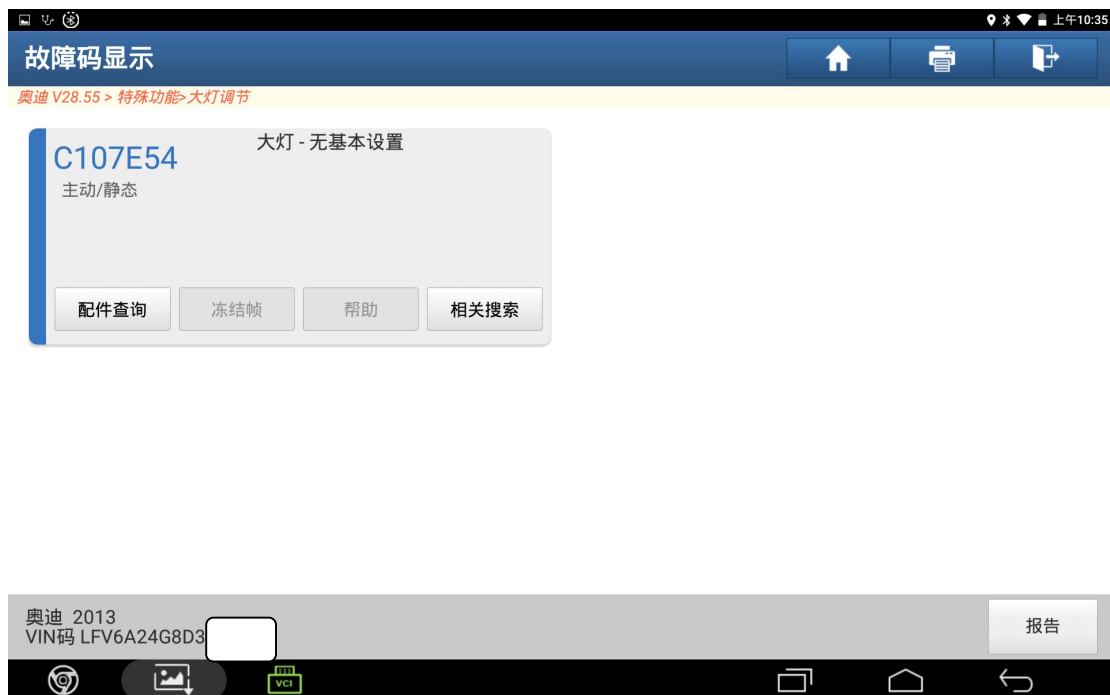 上午10:35
故障码显示
奥迪 V28.55 > 特殊功能>大灯调节
C107E54
大灯 - 无基本设置
主动/静态
配件查询
冻结帧
帮助
相关搜索
奥迪 2013
VIN码 LFV6A24G8D3
报告
VCI